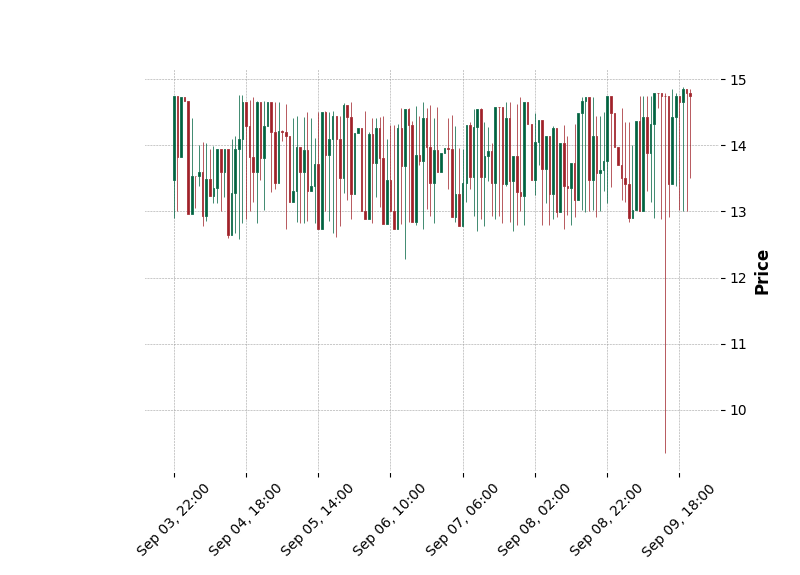 15
14
13
12
11
10
Price
Sep 03, 22:00
Sep 04, 18:00
Sep 05, 14:00
Sep 06, 10:00
Sep 07, 06:00
Sep 08, 02:00
Sep 08, 22:00
Sep 09, 18:00